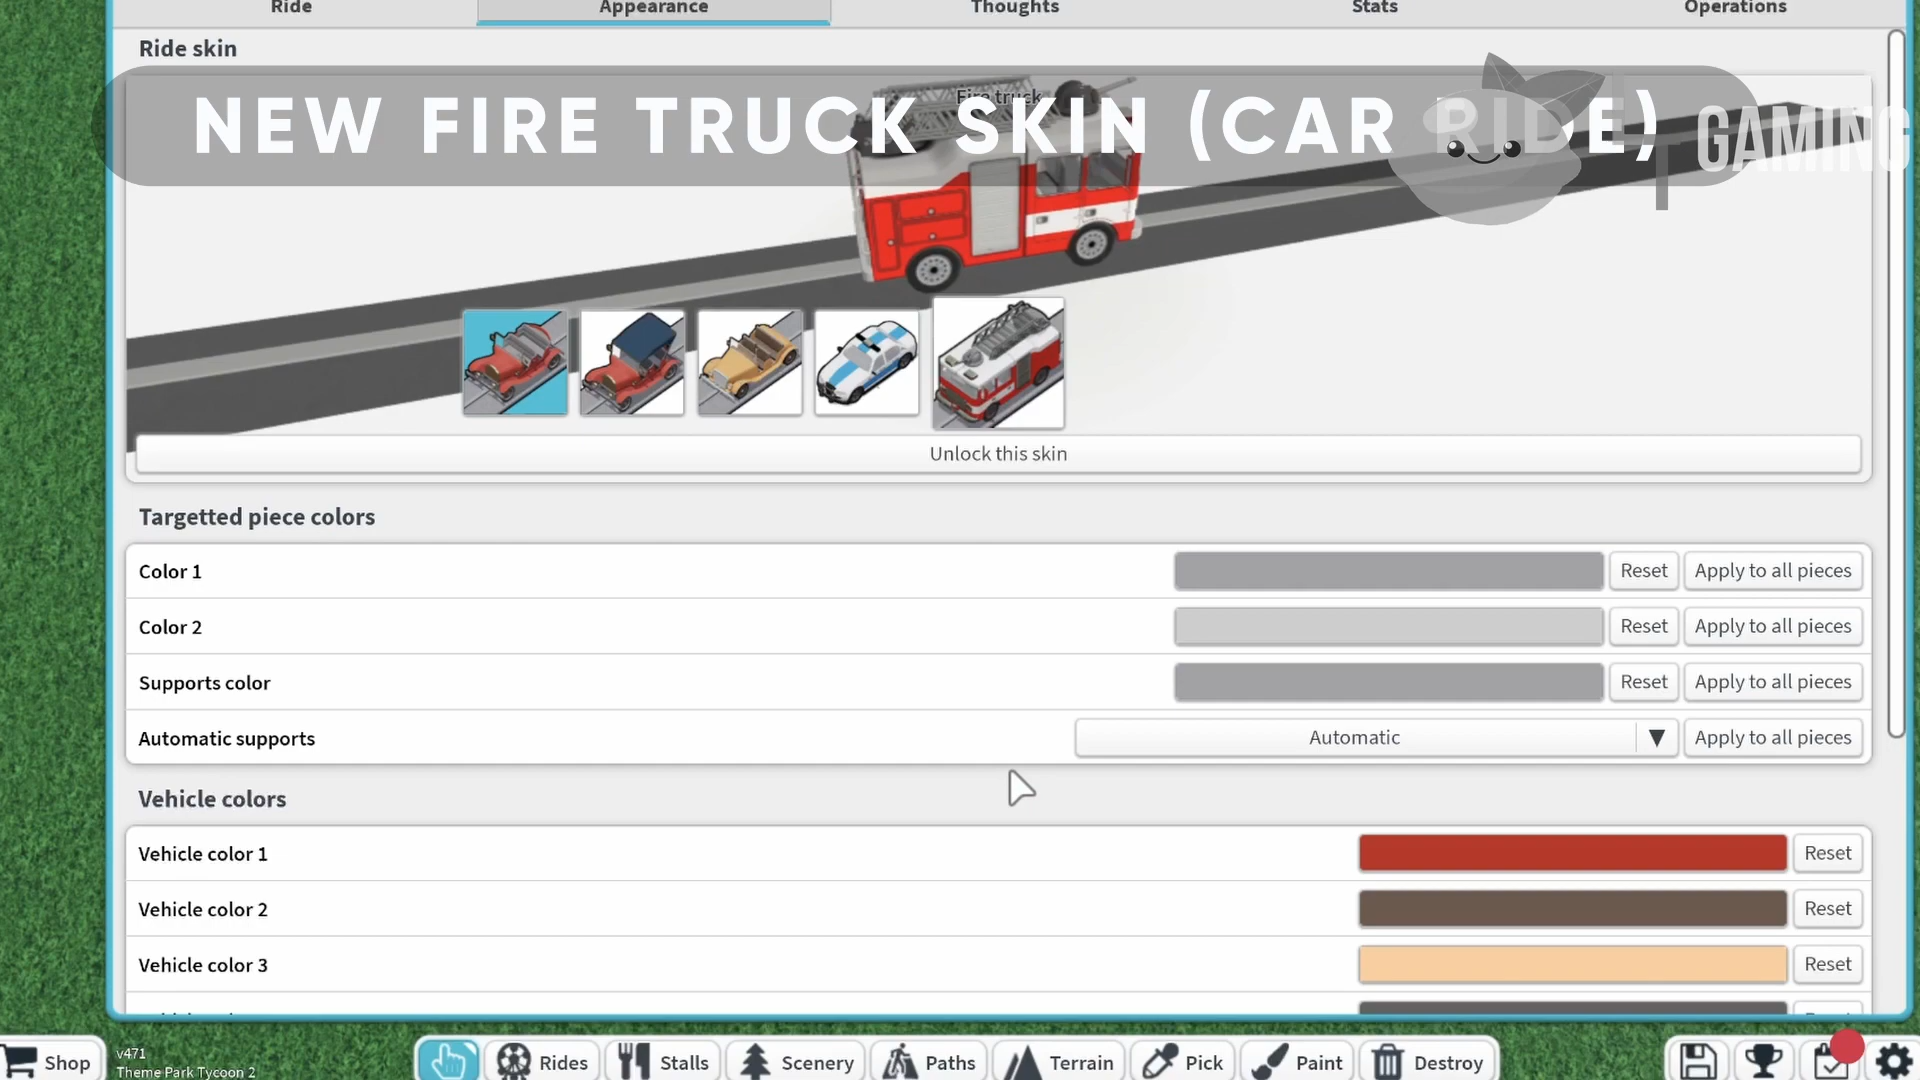 Ride Appearance Thoughts Stats Operations
Ride skin
Fire truck
NEW FIRE TRUCK SKIN (CAR RIDE)
GAMING
Unlock this skin
Targetted piece colors
Color 1 Reset Apply to all pieces
Color 2 Reset Apply to all pieces
Supports color Reset Apply to all pieces
Automatic supports Automatic ▼ Apply to all pieces
Vehicle colors
Vehicle color 1 Reset
Vehicle color 2 Reset
Vehicle color 3 Reset
Shop
v471
Theme Park Tycoon 2
Rides Stalls Scenery Paths Terrain Pick Paint Destroy